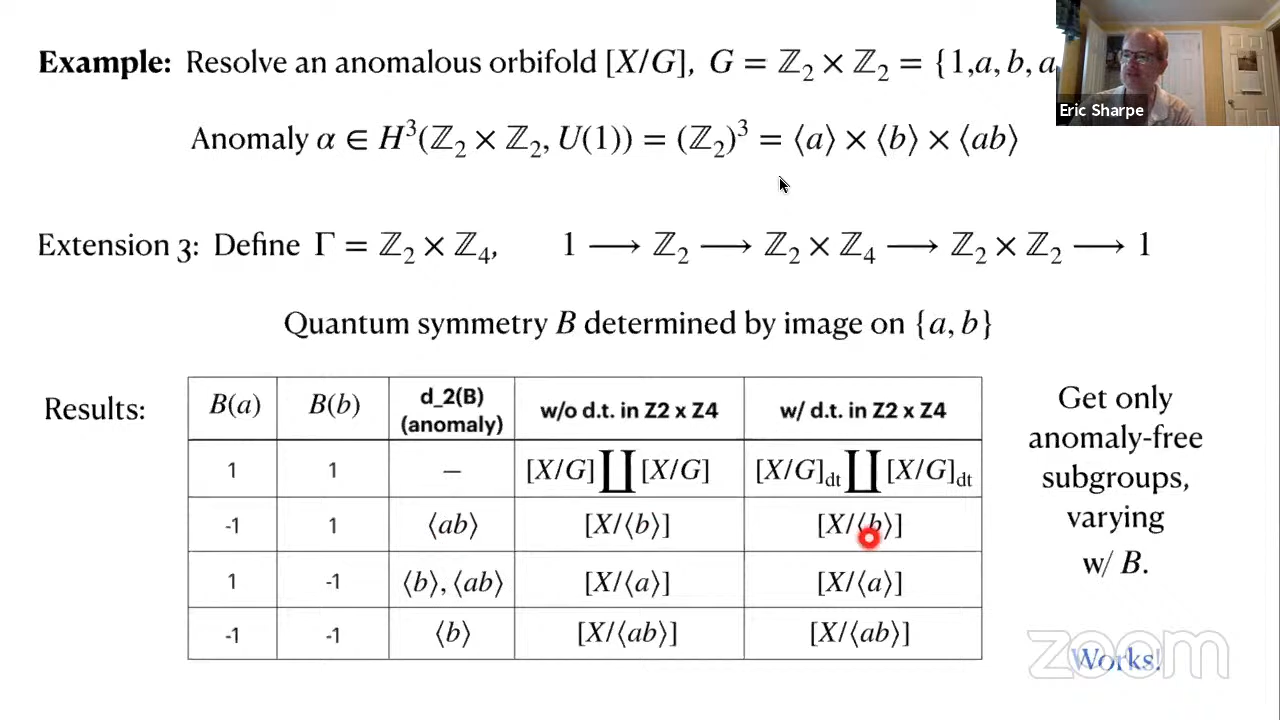 Example: Resolve an anomalous orbifold [X/G], G = ℤ₂ × ℤ₂ = {1,a, b, a
Eric Sharpe
Anomaly α ∈ H³(ℤ₂ × ℤ₂, U(1)) = (ℤ₂)³ = ⟨a⟩ × ⟨b⟩ × ⟨ab⟩
Extension 3: Define Γ = ℤ₂ × ℤ₄, 1 ⟶ ℤ₂ ⟶ ℤ₂ × ℤ₄ ⟶ ℤ₂ × ℤ₂ ⟶ 1
Quantum symmetry B determined by image on {a, b}
Results:
B(a) B(b) d_2(B) (anomaly) w/o d.t. in Z2 x Z4 w/ d.t. in Z2 x Z4
1 1 – [X/G]∐[X/G] [X/G]dt∐[X/G]dt
-1 1 ⟨ab⟩ [X/⟨b⟩] [X/⟨b⟩]
1 -1 ⟨b⟩, ⟨ab⟩ [X/⟨a⟩] [X/⟨a⟩]
-1 -1 ⟨b⟩ [X/⟨ab⟩] [X/⟨ab⟩]
Get only
anomaly-free
subgroups,
varying
w/ B.
Works!
zoom